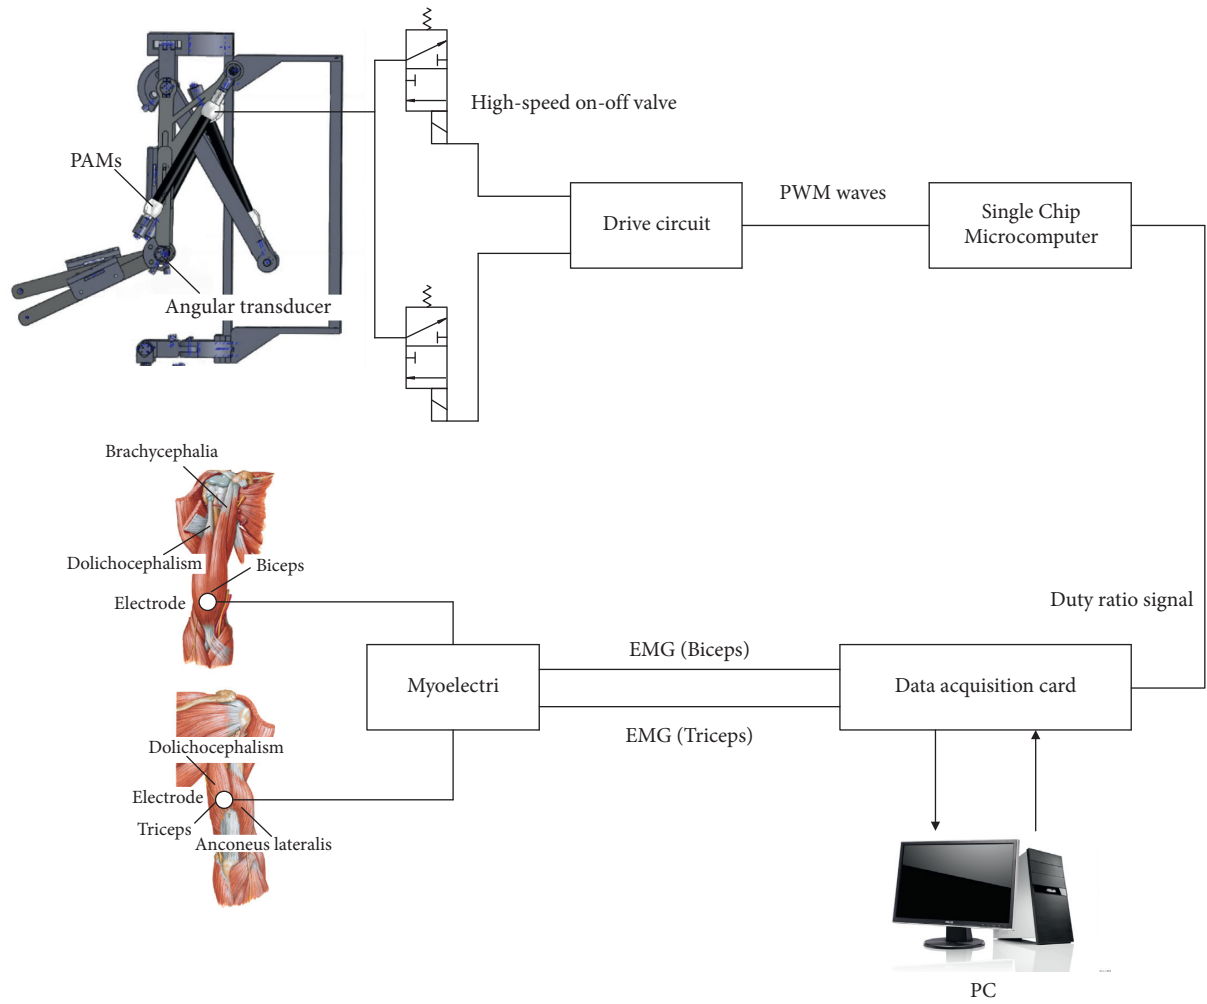 High-speed on-off valve
PAMs
Angular transducer
Drive circuit
PWM waves
Single Chip
Microcomputer
Brachycephalia
Dolichocephalism
Biceps
Electrode
Myoelectri
EMG (Biceps)
EMG (Triceps)
Data acquisition card
Duty ratio signal
Dolichocephalism
Electrode
Triceps
Anconeus lateralis
PC